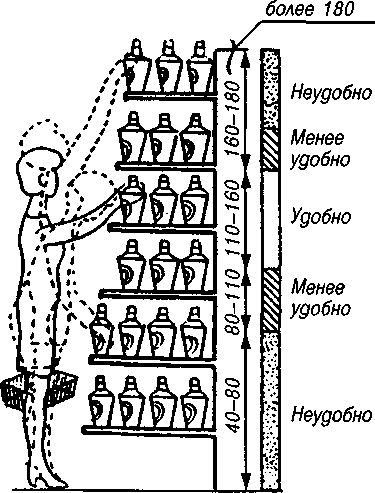 более 180
160–180
Неудобно
Менее
удобно
110–160
Удобно
80–110
Менее
удобно
40–80
Неудобно